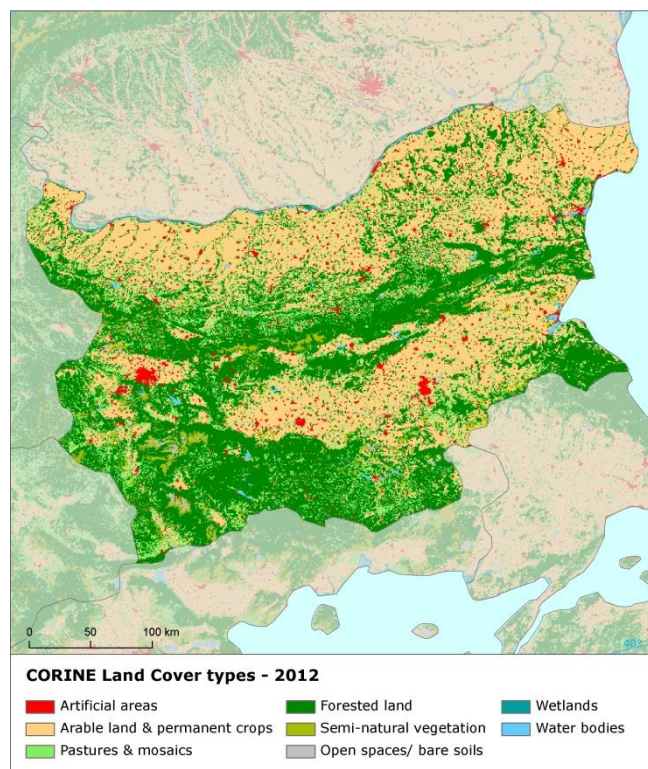 0 50 100 km
CORINE Land Cover types - 2012
Artificial areas
Arable land & permanent crops
Pastures & mosaics
Forested land
Semi-natural vegetation
Open spaces/ bare soils
Wetlands
Water bodies